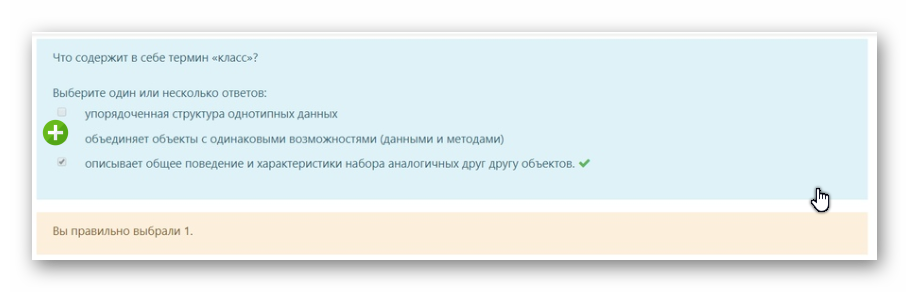 Что содержит в себе термин «класс»?
Выберите один или несколько ответов:
упорядоченная структура однотипных данных
объединяет объекты с одинаковыми возможностями (данными и методами)
описывает общее поведение и характеристики набора аналогичных друг другу объектов.
Вы правильно выбрали 1.